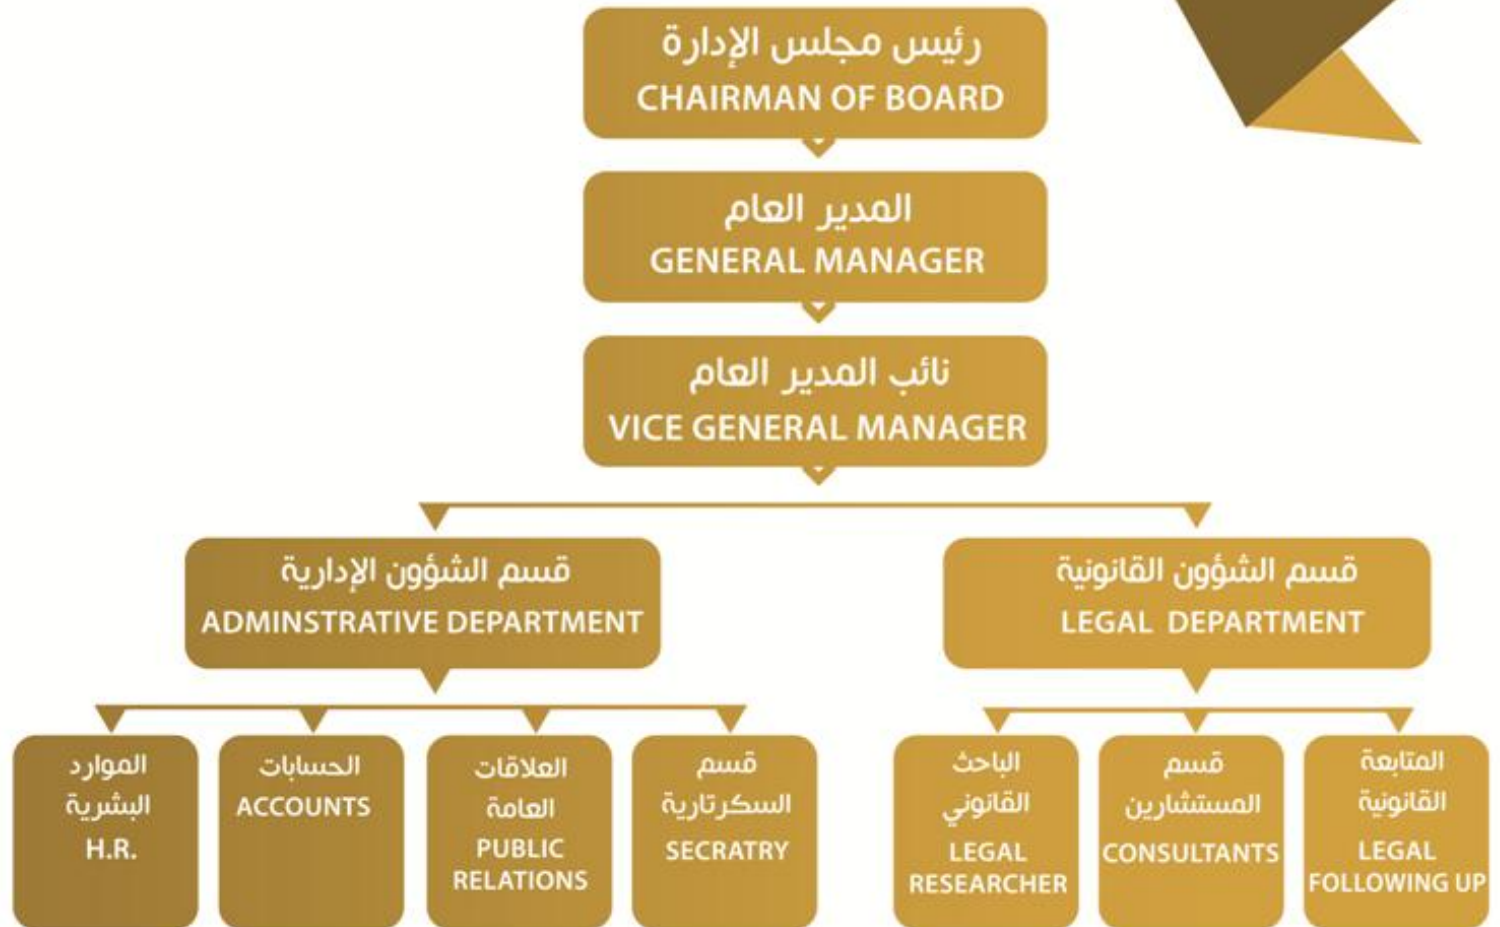 رئيس مجلس الإدارة
CHAIRMAN OF BOARD
المدير العام
GENERAL MANAGER
نائب المدير العام
VICE GENERAL MANAGER
قسم الشؤون الإدارية
ADMINSTRATIVE DEPARTMENT
قسم الشؤون القانونية
LEGAL DEPARTMENT
الموارد
البشرية
H.R.
الحسابات
ACCOUNTS
العلاقات
العامة
PUBLIC
RELATIONS
قسم
السكرتارية
SECRATRY
الباحث
القانوني
LEGAL
RESEARCHER
قسم
المستشارين
CONSULTANTS
المتابعة
القانونية
LEGAL
FOLLOWING UP